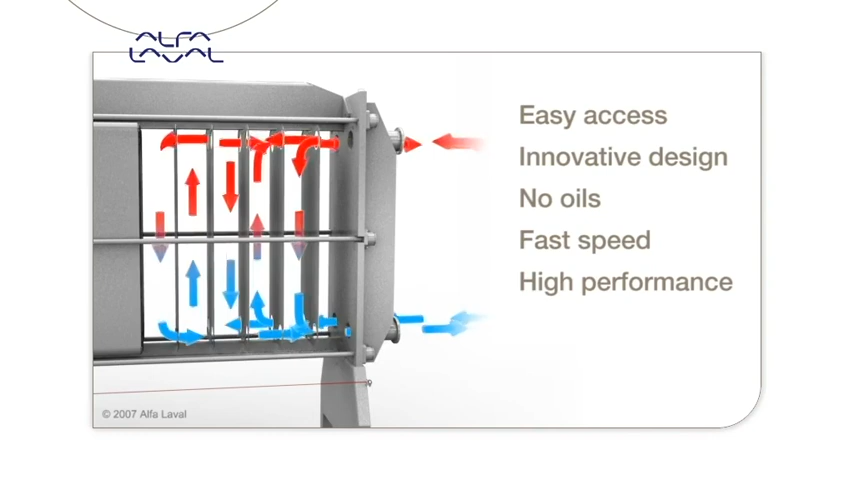 ALFA
LAVAL
Easy access
Innovative design
No oils
Fast speed
High performance
© 2007 Alfa Laval